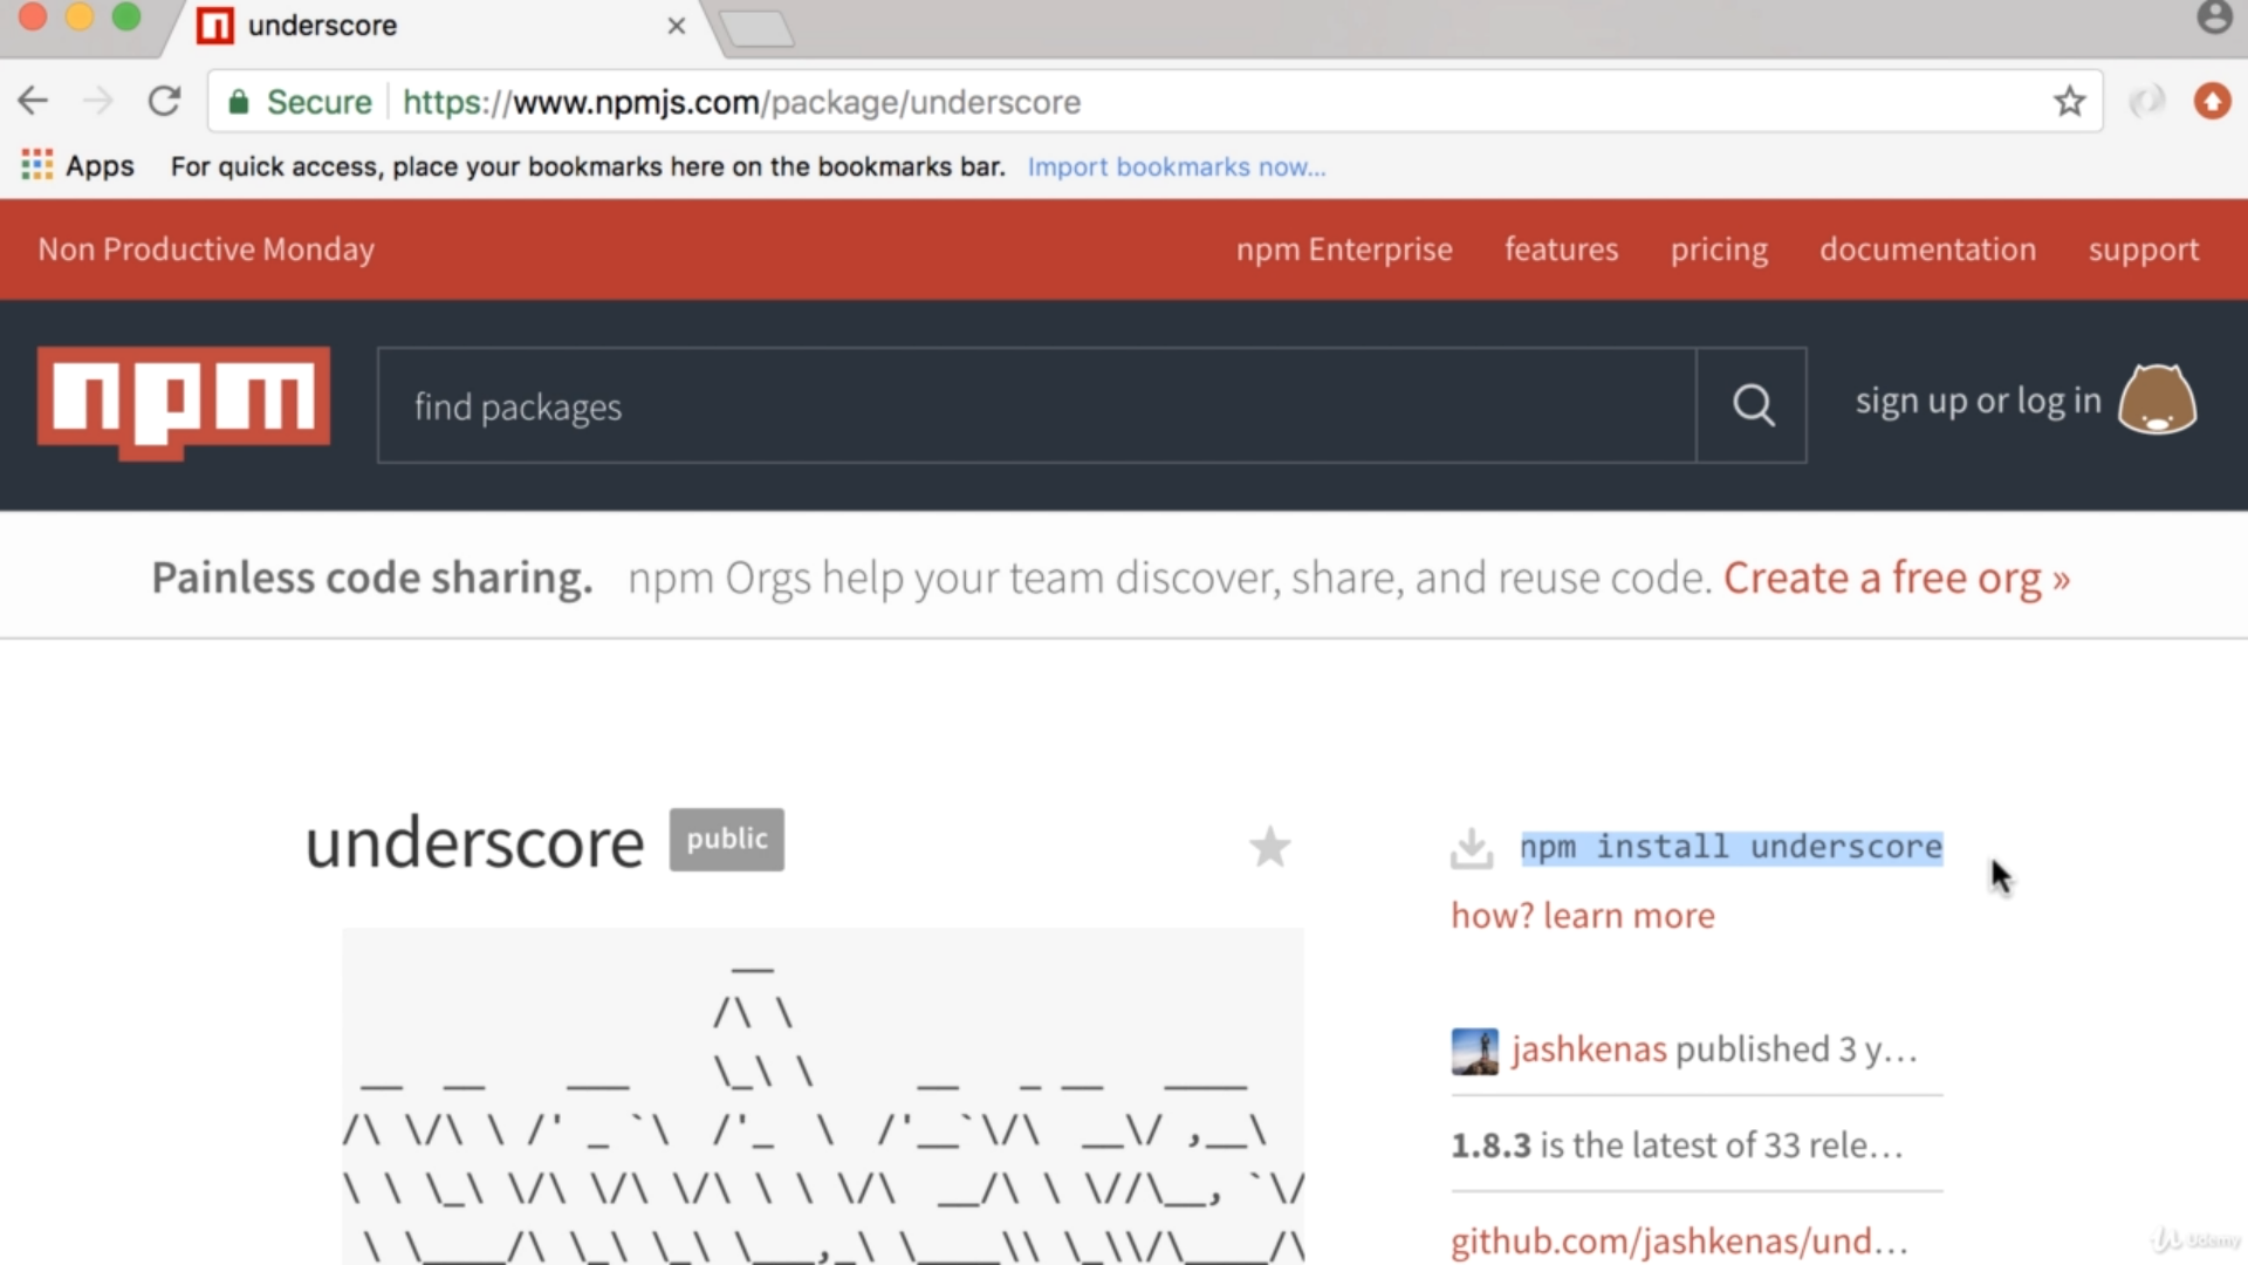 underscore
Secure https://www.npmjs.com/package/underscore
Apps For quick access, place your bookmarks here on the bookmarks bar. Import bookmarks now...
Non Productive Monday npm Enterprise features pricing documentation support
npm find packages sign up or log in
Painless code sharing. npm Orgs help your team discover, share, and reuse code. Create a free org »
underscore public npm install underscore
how? learn more
jashkenas published 3 y...
1.8.3 is the latest of 33 rele...
github.com/jashkenas/und...
Udemy